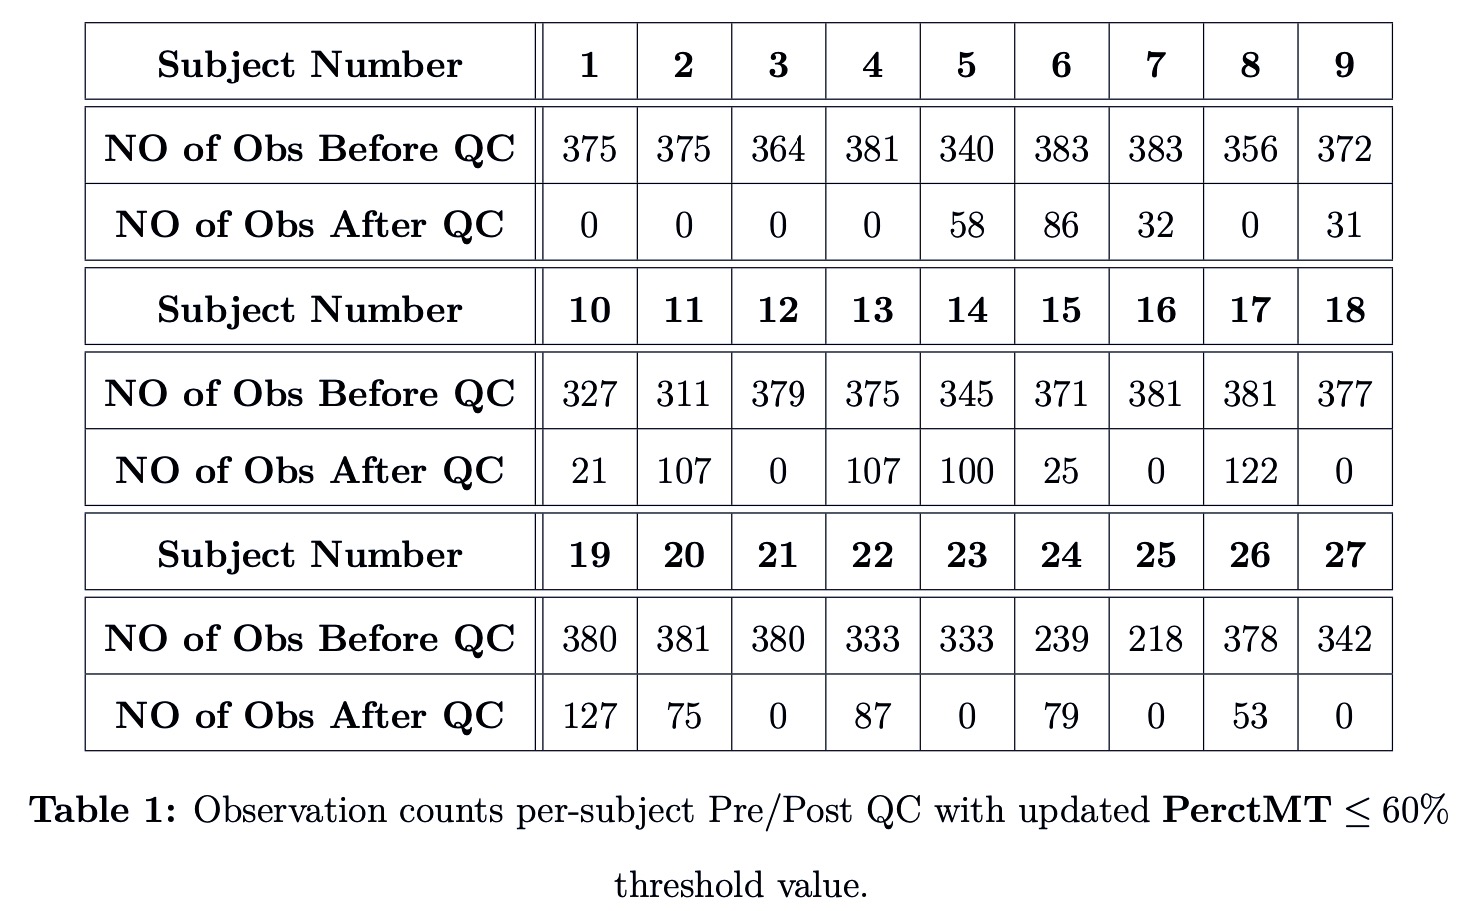 Subject Number 1 2 3 4 5 6 7 8 9
NO of Obs Before QC 375 375 364 381 340 383 383 356 372
NO of Obs After QC 0 0 0 0 58 86 32 0 31
Subject Number 10 11 12 13 14 15 16 17 18
NO of Obs Before QC 327 311 379 375 345 371 381 381 377
NO of Obs After QC 21 107 0 107 100 25 0 122 0
Subject Number 19 20 21 22 23 24 25 26 27
NO of Obs Before QC 380 381 380 333 333 239 218 378 342
NO of Obs After QC 127 75 0 87 0 79 0 53 0
Table 1: Observation counts per-subject Pre/Post QC with updated PerctMT ≤ 60%
threshold value.